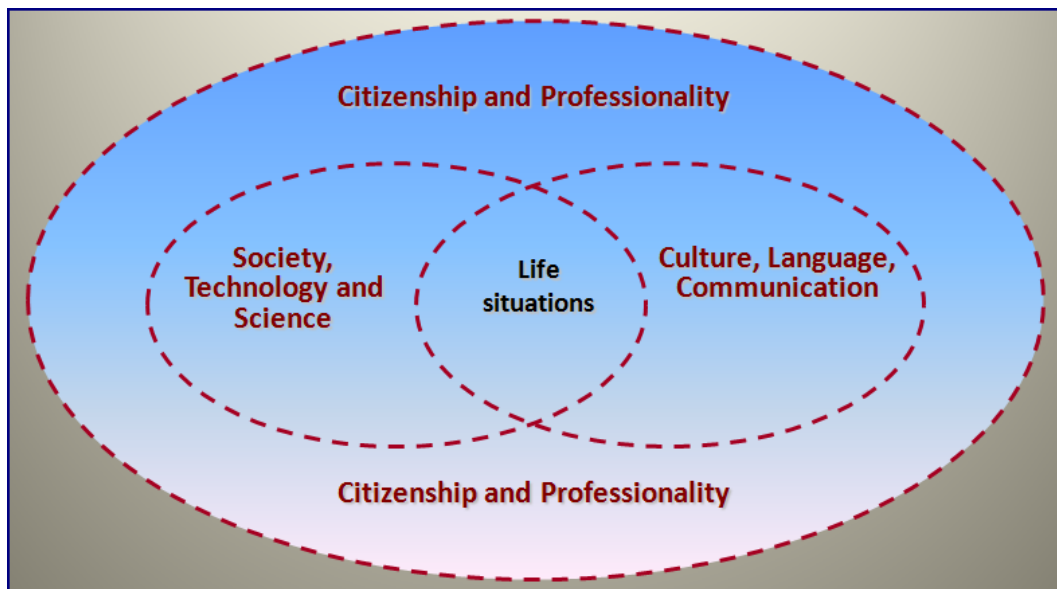 Citizenship and Professionality
Society,
Technology and
Science
Life
situations
Culture, Language,
Communication
Citizenship and Professionality